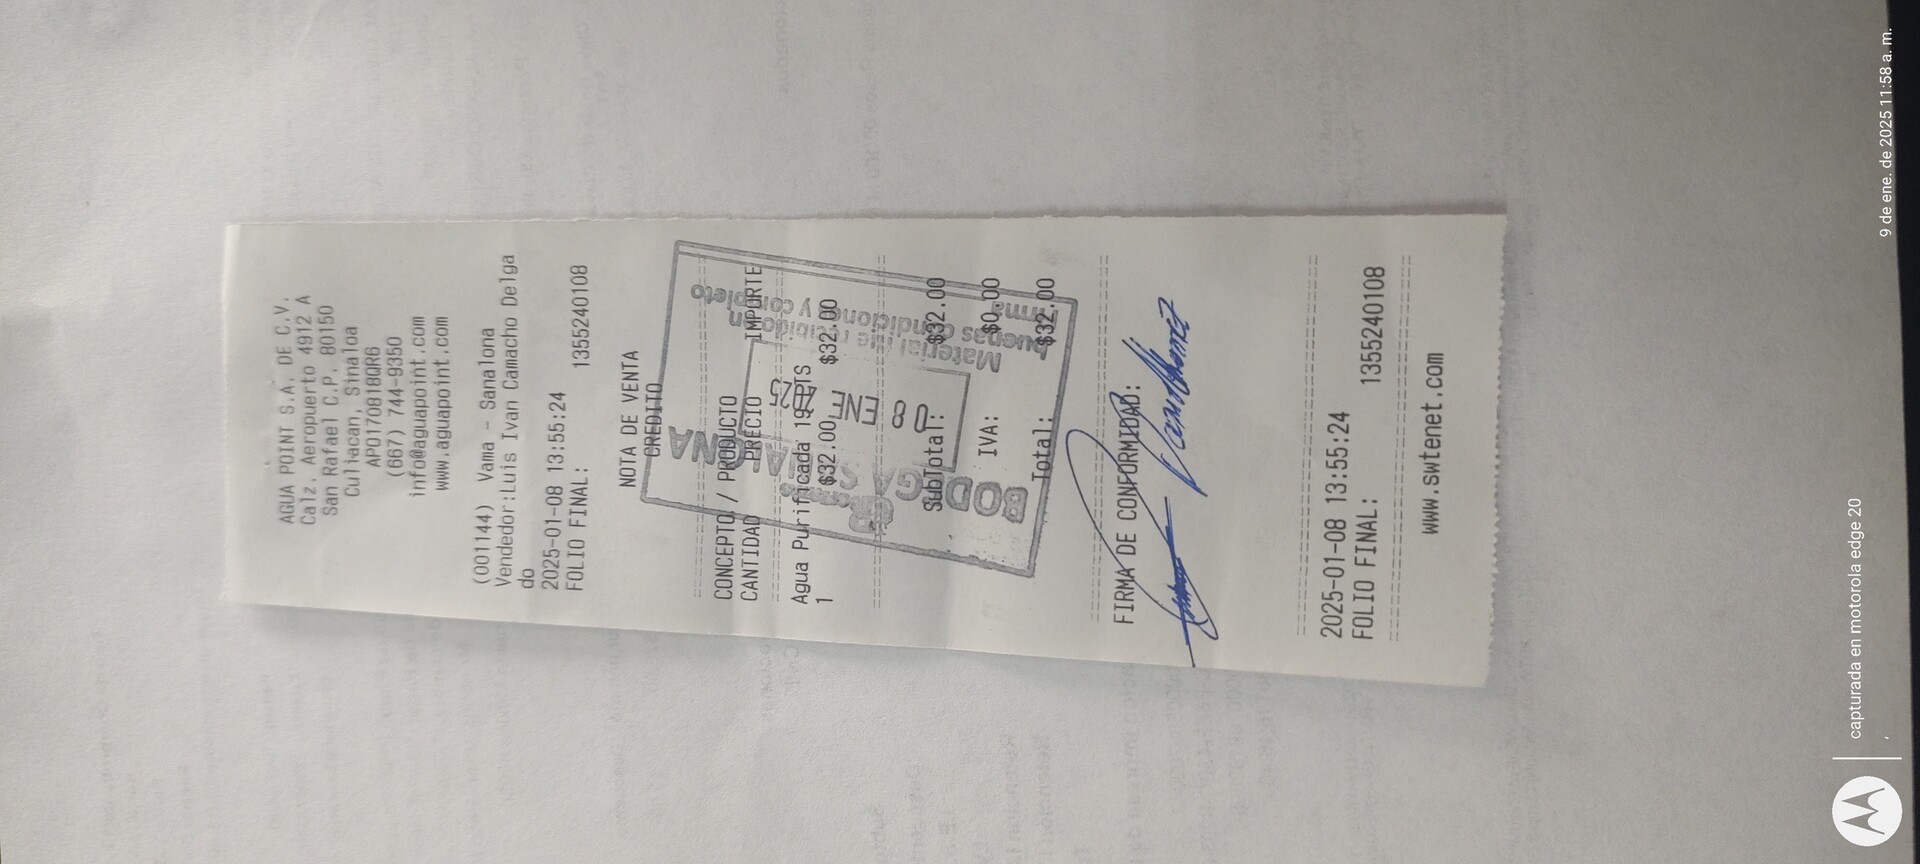 AGUA POINT S.A. DE C.V.
Calz. Aeropuerto 4912 A
San Rafael C.P. 80150
Culiacan, Sinaloa
APO170818QR6
(667) 744-9350
info@aguapoint.com
www.aguapoint.com
(001144) Vama - Sanalona
Vendedor:Luis Ivan Camacho Delga
do
2025-01-08 13:55:24
FOLIO FINAL: 1355240108
NOTA DE VENTA
CREDITO
CONCEPTO / PRODUCTO
CANTIDAD PRECIO IMPORTE
Agua Purificada 19 LTS
1 $32.00 $32.00
SubTotal: $32.00
IVA: $0.00
Total: $32.00
BODEGA SANALONA
08 ENE 2025
Material recibido en
buenas condiciones y completo
Firma
FIRMA DE CONFORMIDAD:
2025-01-08 13:55:24
FOLIO FINAL: 1355240108
www.swtenet.com
capturada en motorola edge 20
9 de ene. de 2025 11:58 a. m.